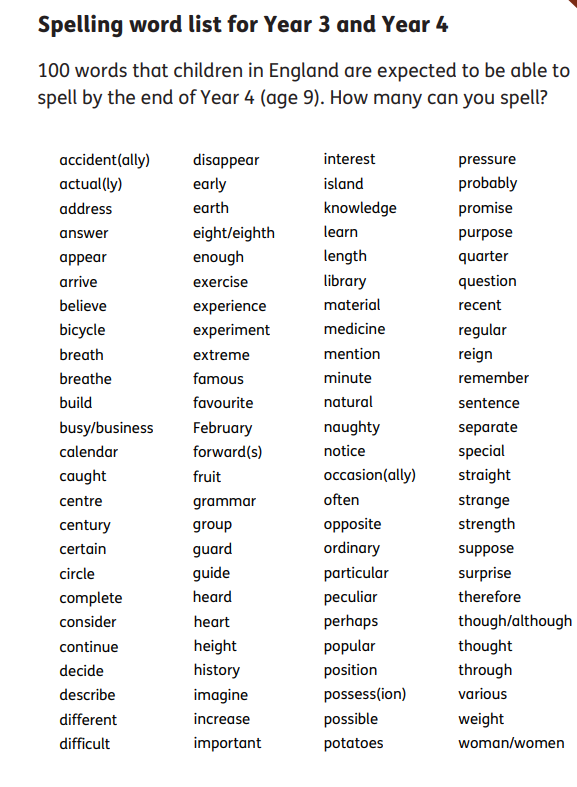 Spelling word list for Year 3 and Year 4
100 words that children in England are expected to be able to
spell by the end of Year 4 (age 9). How many can you spell?
accident(ally)
actual(ly)
address
answer
appear
arrive
believe
bicycle
breath
breathe
build
busy/business
calendar
caught
centre
century
certain
circle
complete
consider
continue
decide
describe
different
difficult
disappear
early
earth
eight/eighth
enough
exercise
experience
experiment
extreme
famous
favourite
February
forward(s)
fruit
grammar
group
guard
guide
heard
heart
height
history
imagine
increase
important
interest
island
knowledge
learn
length
library
material
medicine
mention
minute
natural
naughty
notice
occasion(ally)
often
opposite
ordinary
particular
peculiar
perhaps
popular
position
possess(ion)
possible
potatoes
pressure
probably
promise
purpose
quarter
question
recent
regular
reign
remember
sentence
separate
special
straight
strange
strength
suppose
surprise
therefore
though/although
thought
through
various
weight
woman/women